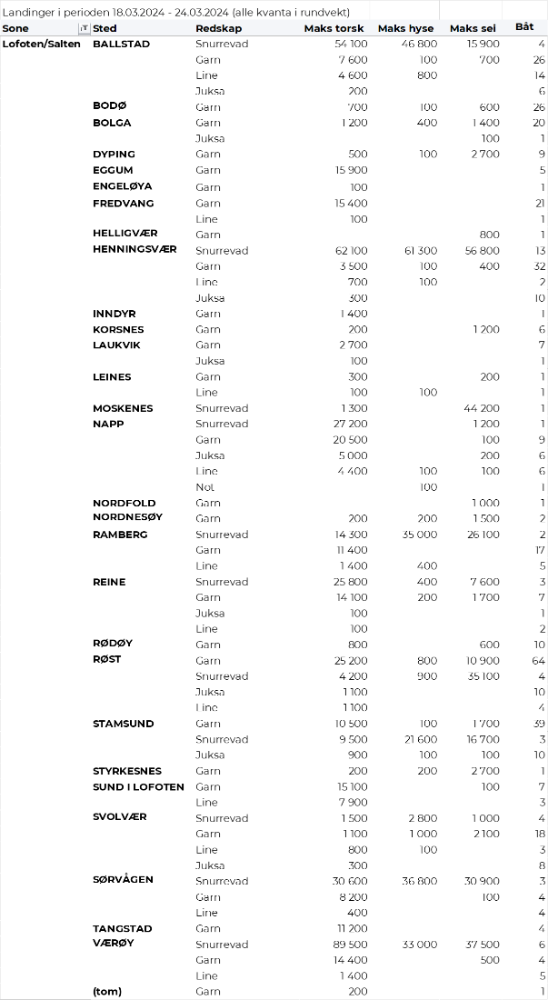 Landinger i perioden 18.03.2024 - 24.03.2024 (alle kvanta i rundvekt)
Sone Sted Redskap Maks torsk Maks hyse Maks sei Båt
Lofoten/Salten BALLSTAD Snurrevad 54 100 46 800 15 900 4
Garn 7 600 100 700 26
Line 4 600 800 14
Juksa 200 6
BODØ Garn 700 100 600 26
BOLGA Garn 1 200 400 1 400 20
Juksa 100 1
DYPING Garn 500 100 2 700 9
EGGUM Garn 15 900 5
ENGELØYA Garn 100 1
FREDVANG Garn 15 400 21
Line 100 1
HELLIGVÆR Garn 800 1
HENNINGSVÆR Snurrevad 62 100 61 300 56 800 13
Garn 3 500 100 400 32
Line 700 100 2
Juksa 300 10
INNDYR Garn 1 400 1
KORSNES Garn 200 1 200 6
LAUKVIK Garn 2 700 7
Juksa 100 1
LEINES Garn 300 200 1
Line 100 100 1
MOSKENES Snurrevad 1 300 44 200 1
NAPP Snurrevad 27 200 1 200 1
Garn 20 500 100 9
Juksa 5 000 200 6
Line 4 400 100 100 6
Not 100 1
NORDFOLD Garn 1 000 1
NORDNESØY Garn 200 200 1 500 2
RAMBERG Snurrevad 14 300 35 000 26 100 2
Garn 11 400 17
Line 1 400 400 5
REINE Snurrevad 25 800 400 7 600 3
Garn 14 100 200 1 700 7
Juksa 100 1
Line 100 2
RØDØY Garn 800 600 10
RØST Garn 25 200 800 10 900 64
Snurrevad 4 200 900 35 100 4
Juksa 1 100 10
Line 1 100 4
STAMSUND Garn 10 500 100 1 700 39
Snurrevad 9 500 21 600 16 700 3
Juksa 900 100 100 10
STYRKESNES Garn 200 200 2 700 1
SUND I LOFOTEN Garn 15 100 100 7
Line 7 900 3
SVOLVÆR Snurrevad 1 500 2 800 1 000 4
Garn 1 100 1 000 2 100 18
Line 800 100 3
Juksa 300 8
SØRVÅGEN Snurrevad 30 600 36 800 30 900 3
Garn 8 200 100 4
Line 400 4
TANGSTAD Garn 11 200 4
VÆRØY Snurrevad 89 500 33 000 37 500 6
Garn 14 400 500 4
Line 1 400 5
(tom) Garn 200 1